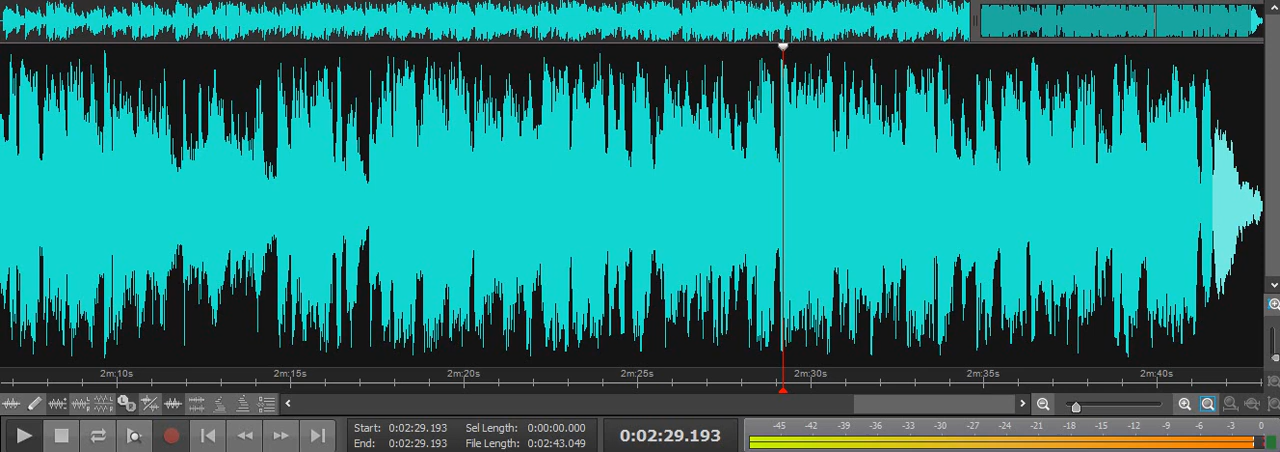 2m;10s 2m;15s 2m;20s 2m;25s 2m;30s 2m;35s 2m;40s
Start: 0:02:29.193 Sel Length: 0:00:00.000
End: 0:02:29.193 File Length: 0:02:43.049
0:02:29.193
-45 -42 -39 -36 -33 -30 -27 -24 -21 -18 -15 -12 -9 -6 -3 0